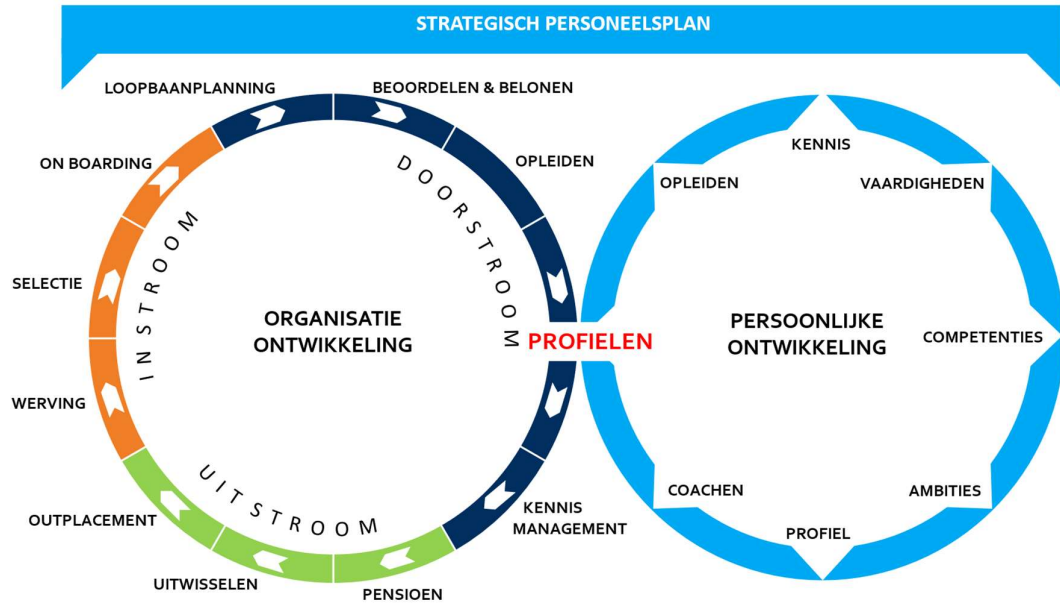 STRATEGISCH PERSONEELSPLAN
LOOPBAANPLANNING
BEOORDELEN & BELONEN
ON BOARDING
OPLEIDEN
SELECTIE
WERVING
OUTPLACEMENT
UITWISSELEN
PENSIOEN
KENNIS
MANAGEMENT
INSTROOM
DOORSTROOM
UITSTROOM
ORGANISATIE
ONTWIKKELING
PROFIELEN
PERSOONLIJKE
ONTWIKKELING
KENNIS
OPLEIDEN
VAARDIGHEDEN
COMPETENTIES
AMBITIES
PROFIEL
COACHEN